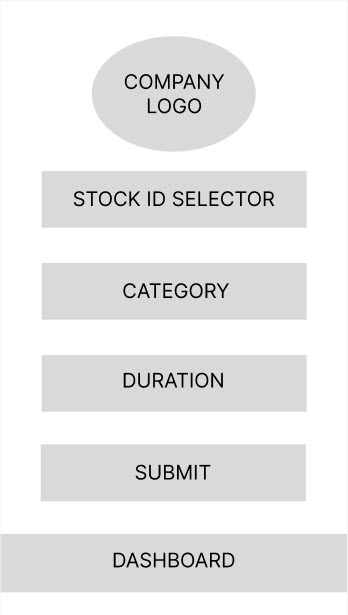 COMPANY
LOGO
STOCK ID SELECTOR
CATEGORY
DURATION
SUBMIT
DASHBOARD